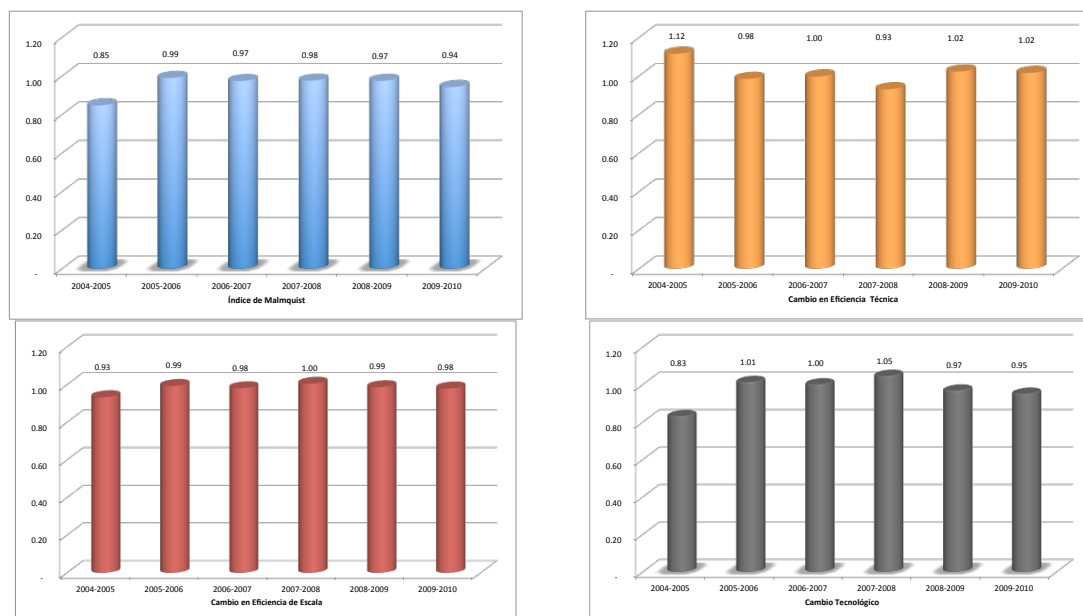 1.20
1.00
0.80
0.60
0.40
0.20
-
0.85 0.99 0.97 0.98 0.97 0.94
2004-2005 2005-2006 2006-2007 2007-2008 2008-2009 2009-2010
Índice de Malmquist
1.20
1.00
0.80
0.60
0.40
0.20
-
1.12 0.98 1.00 0.93 1.02 1.02
2004-2005 2005-2006 2006-2007 2007-2008 2008-2009 2009-2010
Cambio en Eficiencia Técnica
1.20
1.00
0.80
0.60
0.40
0.20
-
0.93 0.99 0.98 1.00 0.99 0.98
2004-2005 2005-2006 2006-2007 2007-2008 2008-2009 2009-2010
Cambio en Eficiencia de Escala
1.20
1.00
0.80
0.60
0.40
0.20
-
0.83 1.01 1.00 1.05 0.97 0.95
2004-2005 2005-2006 2006-2007 2007-2008 2008-2009 2009-2010
Cambio Tecnológico